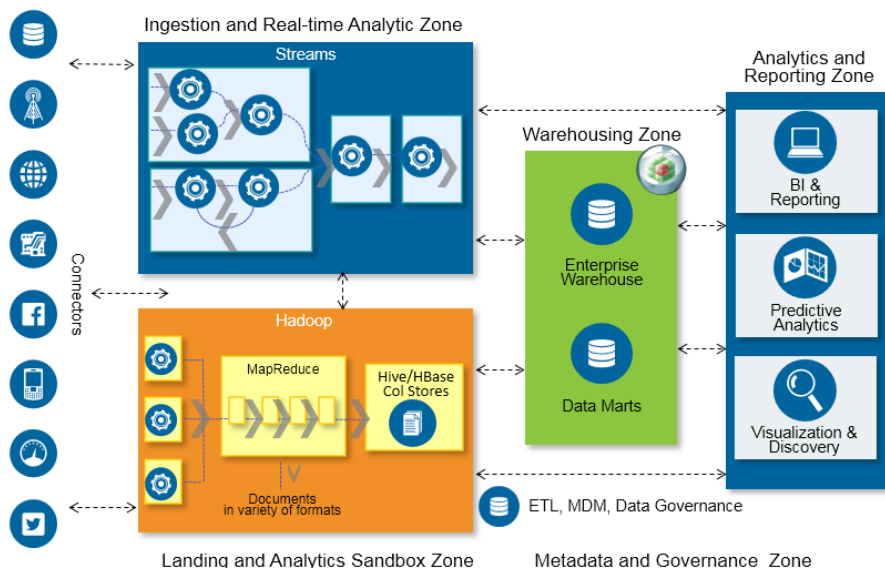 Ingestion and Real-time Analytic Zone
Streams
Analytics and
Reporting Zone
Warehousing Zone
BI &
Reporting
Enterprise
Warehouse
Connectors
Predictive
Analytics
Hadoop
MapReduce
Hive/HBase
Col Stores
Data Marts
Visualization &
Discovery
Documents
in variety of formats
ETL, MDM, Data Governance
Landing and Analytics Sandbox Zone
Metadata and Governance Zone